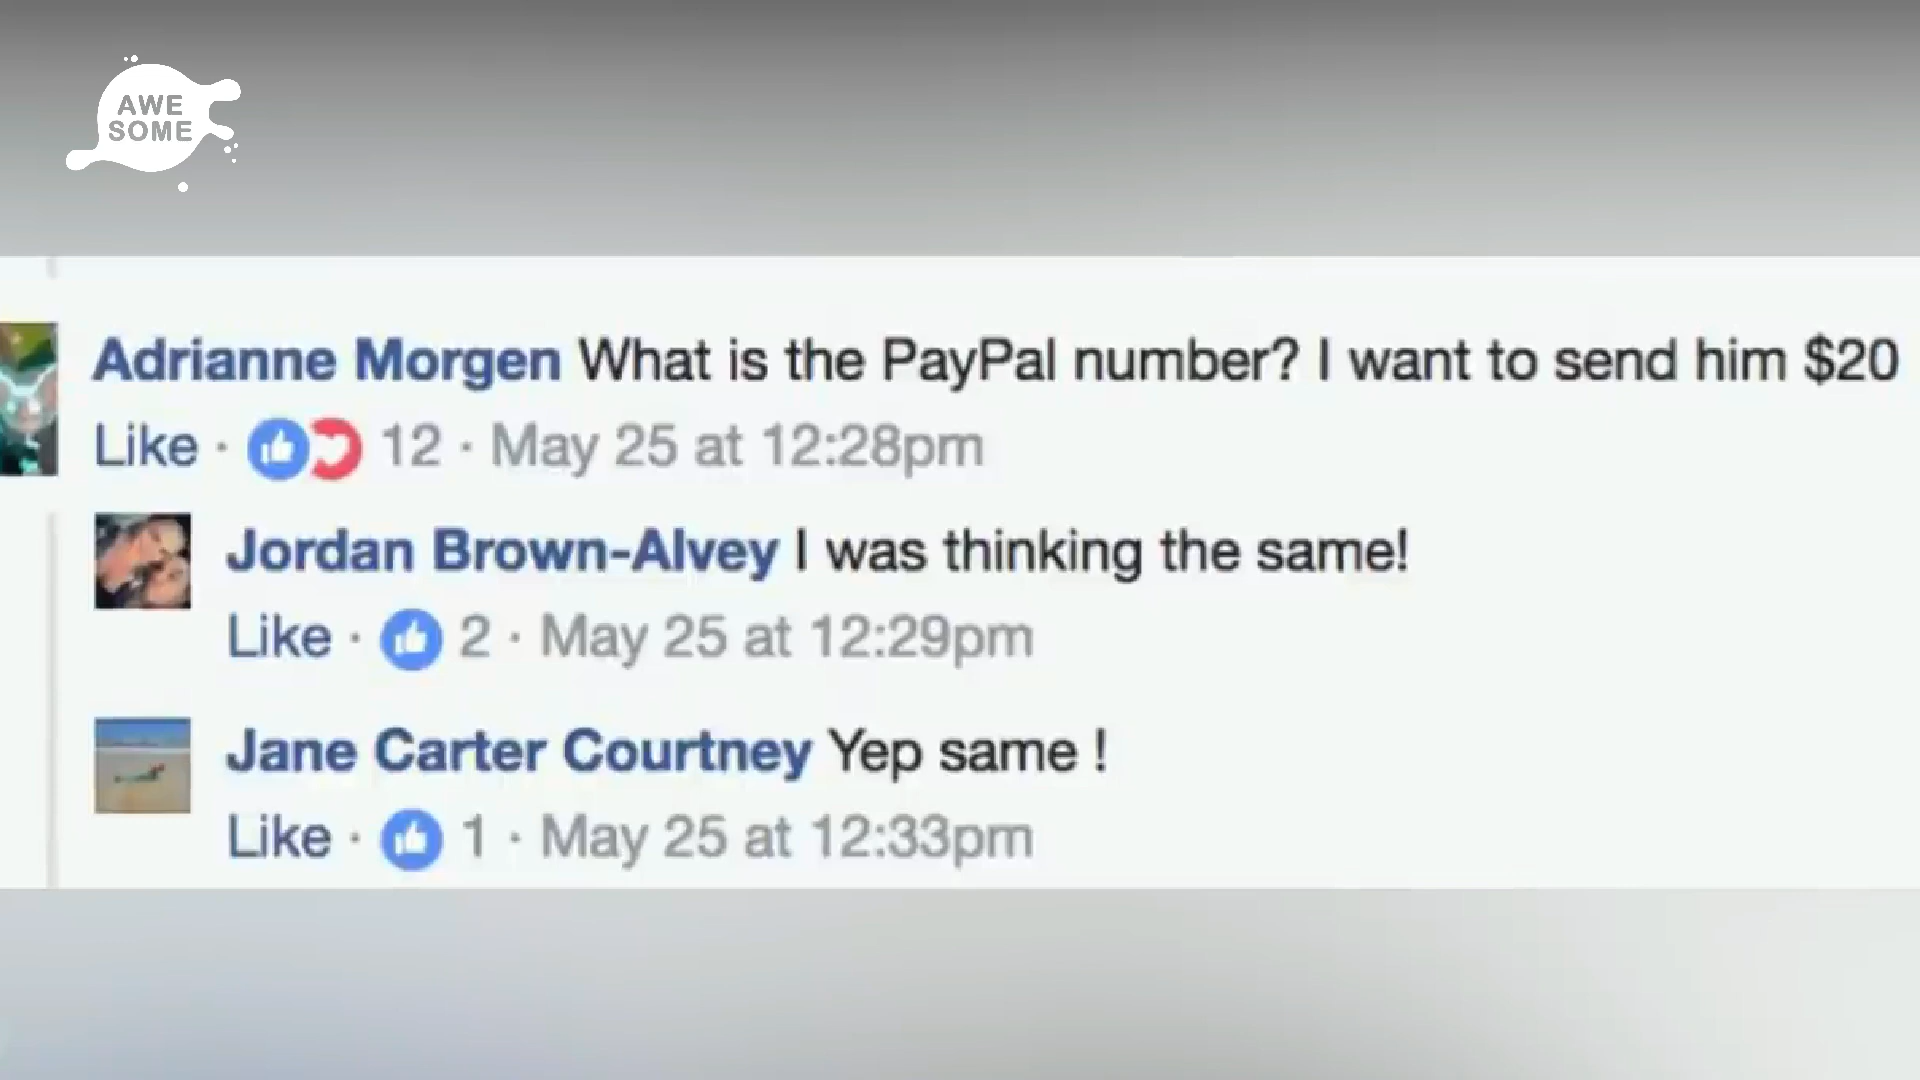 AWE
SOME
Adrianne Morgen What is the PayPal number? I want to send him $20
Like · 12 · May 25 at 12:28pm
Jordan Brown-Alvey I was thinking the same!
Like · 2 · May 25 at 12:29pm
Jane Carter Courtney Yep same !
Like · 1 · May 25 at 12:33pm